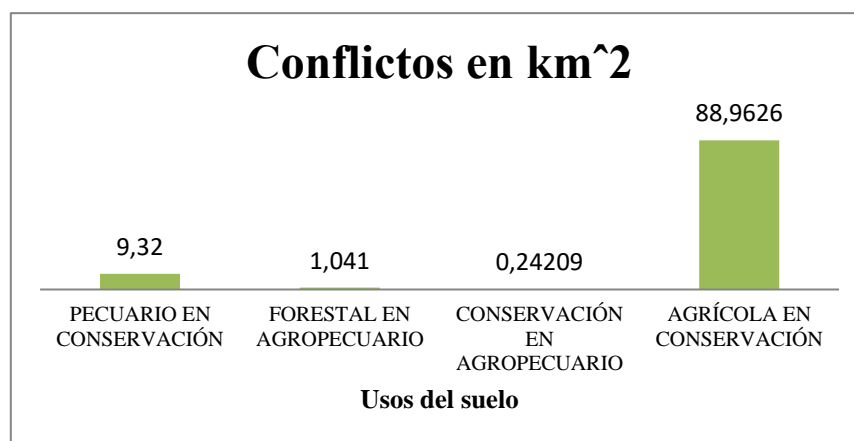 Conflictos en kmˆ2
88,9626
9,32
1,041
0,24209
PECUARIO EN
CONSERVACIÓN
FORESTAL EN
AGROPECUARIO
CONSERVACIÓN
EN
AGROPECUARIO
AGRÍCOLA EN
CONSERVACIÓN
Usos del suelo